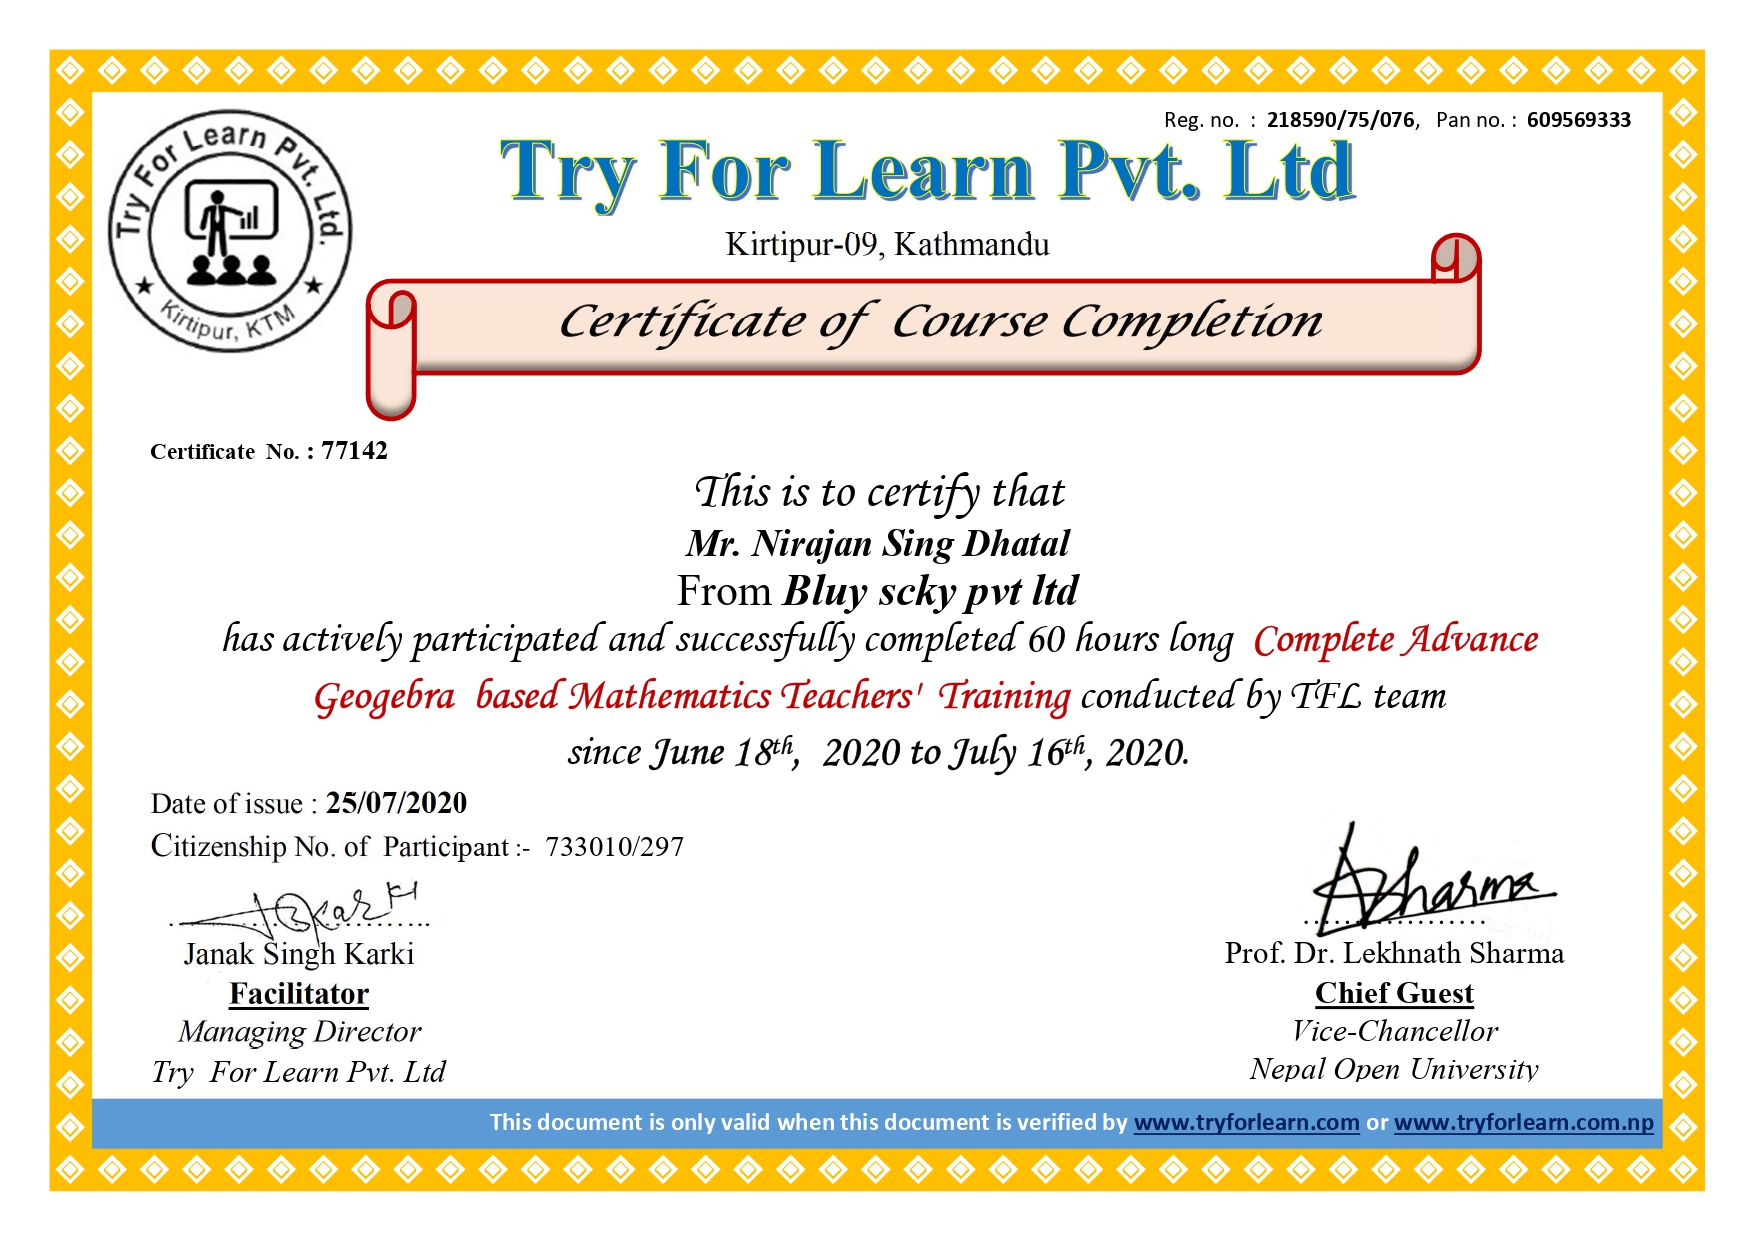 Reg. no. : 218590/75/076, Pan no. : 609569333
Try For Learn Pvt. Ltd.
Kirtipur, KTM
Try For Learn Pvt. Ltd
Kirtipur-09, Kathmandu
Certificate of Course Completion
Certificate No. : 77142
This is to certify that
Mr. Nirajan Sing Dhatal
From Bluy scky pvt ltd
has actively participated and successfully completed 60 hours long Complete Advance
Geogebra based Mathematics Teachers' Training conducted by TFL team
since June 18th, 2020 to July 16th, 2020.
Date of issue : 25/07/2020
Citizenship No. of Participant :- 733010/297
Janak Singh Karki
Facilitator
Managing Director
Try For Learn Pvt. Ltd
Prof. Dr. Lekhnath Sharma
Chief Guest
Vice-Chancellor
Nepal Open University
This document is only valid when this document is verified by www.tryforlearn.com or www.tryforlearn.com.np